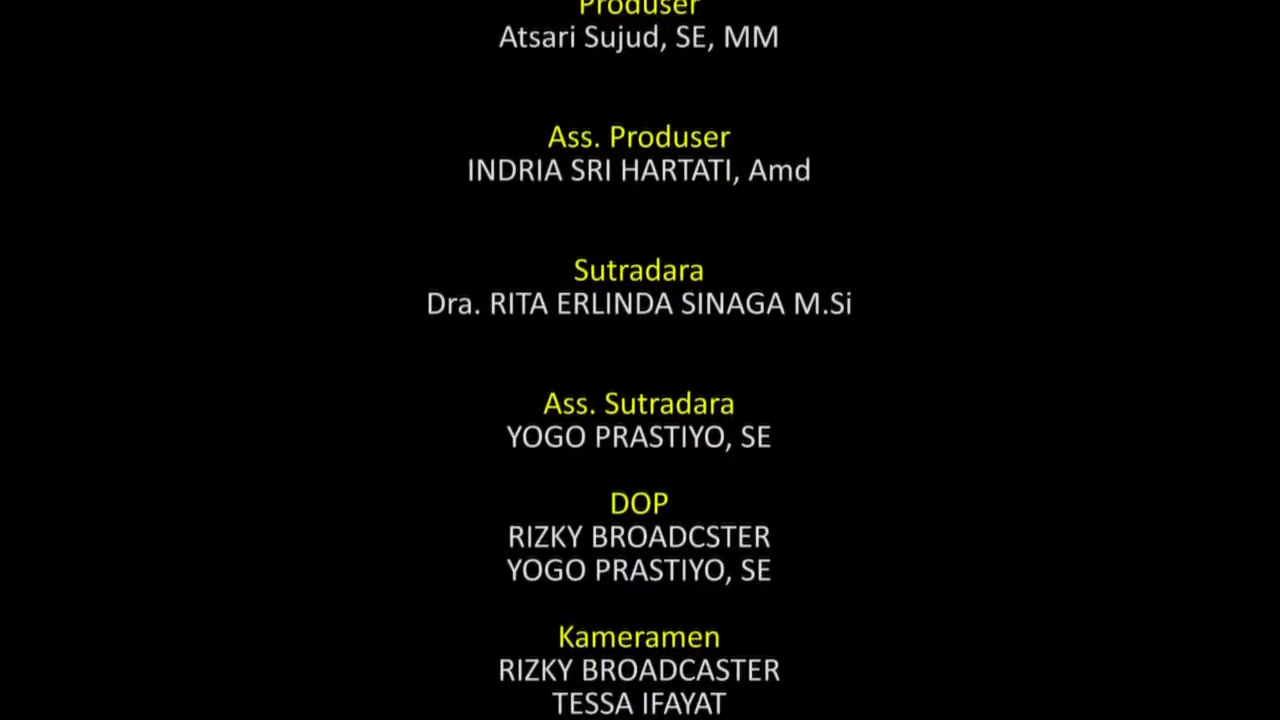 Produser
Atsari Sujud, SE, MM
Ass. Produser
INDRIA SRI HARTATI, Amd
Sutradara
Dra. RITA ERLINDA SINAGA M.Si
Ass. Sutradara
YOGO PRASTIYO, SE
DOP
RIZKY BROADCSTER
YOGO PRASTIYO, SE
Kameramen
RIZKY BROADCASTER
TESSA IFAYAT